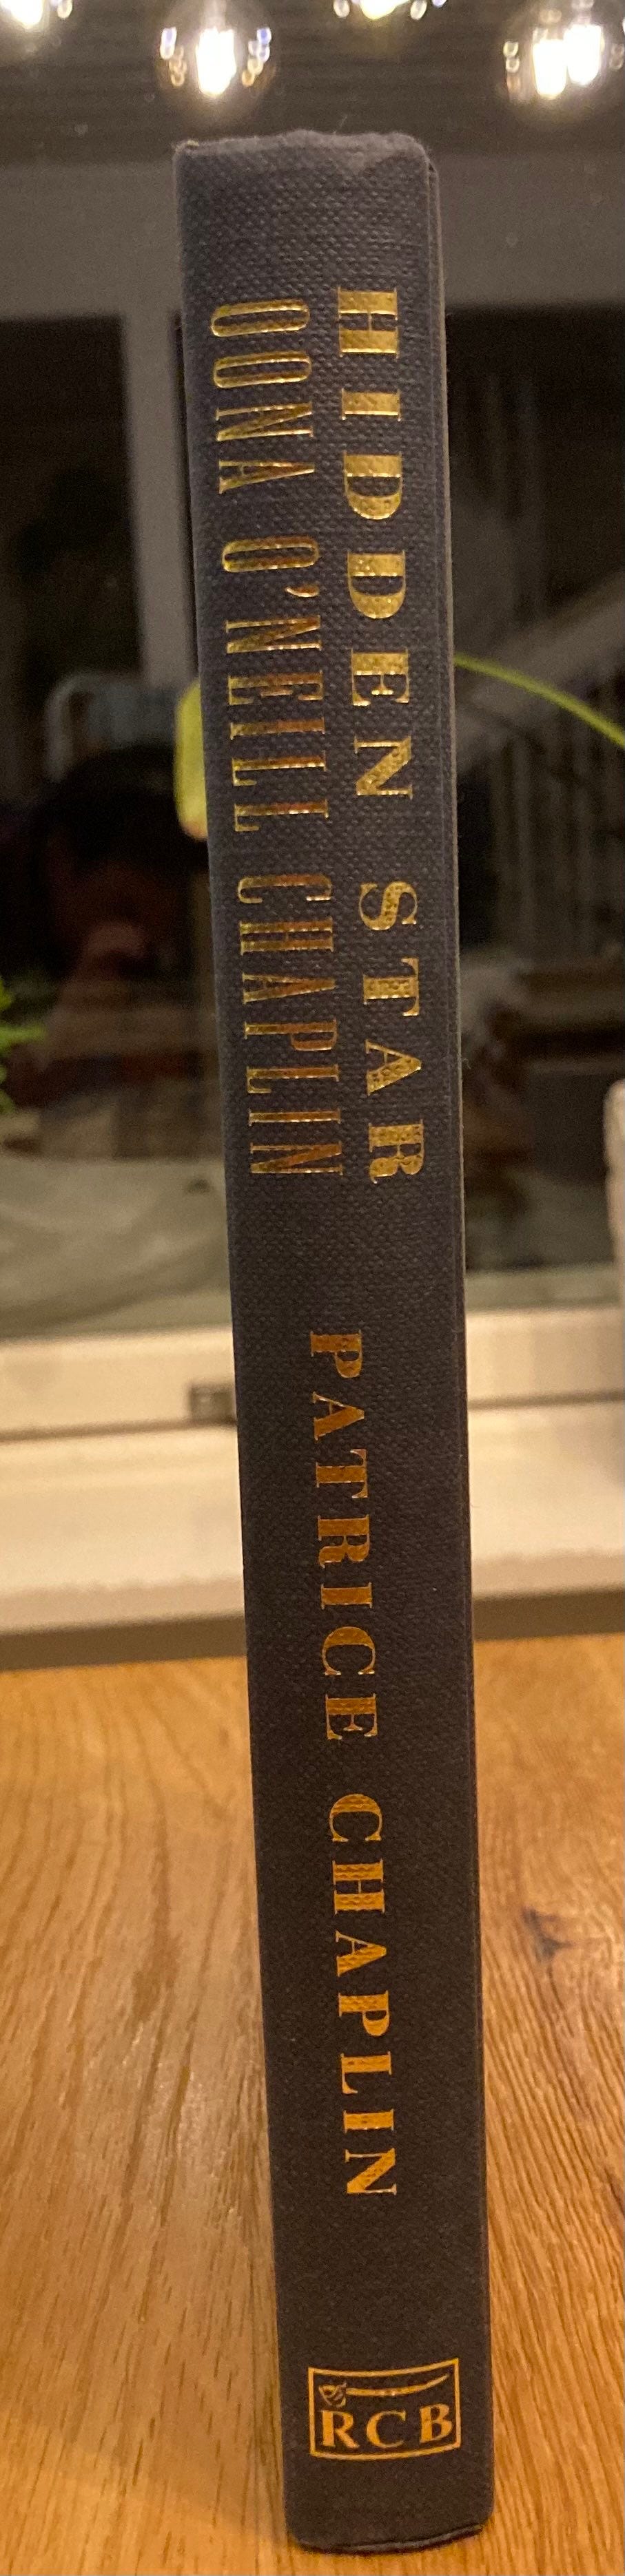 HIDDEN STAR
OONA O'NEILL CHAPLIN
PATRICE CHAPLIN
RCB